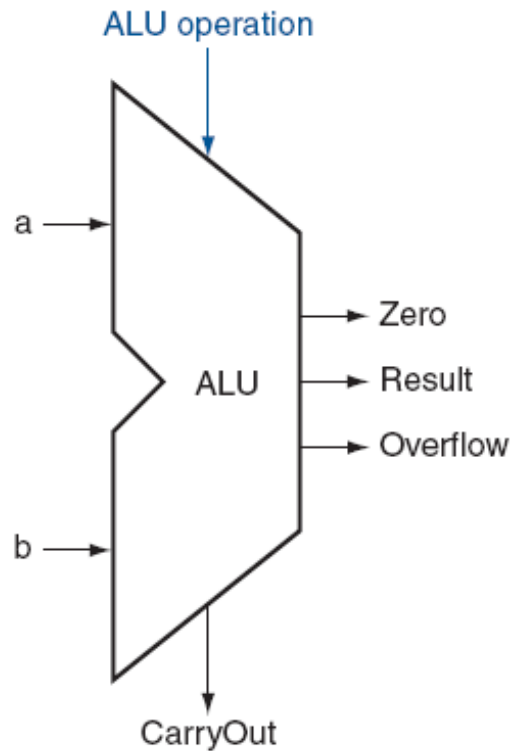 ALU operation
a
Zero
ALU
Result
Overflow
b
CarryOut